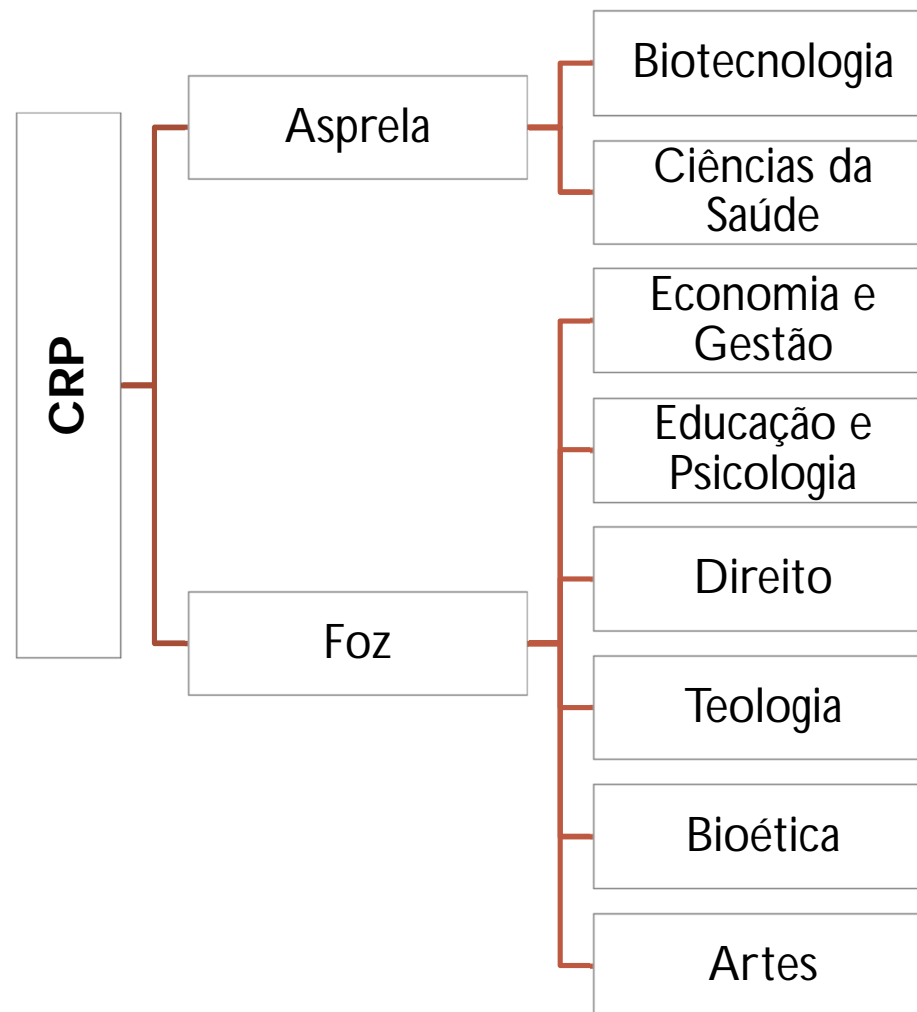 CRP
Asprela
Biotecnologia
Ciências da
Saúde
Foz
Economia e
Gestão
Educação e
Psicologia
Direito
Teologia
Bioética
Artes